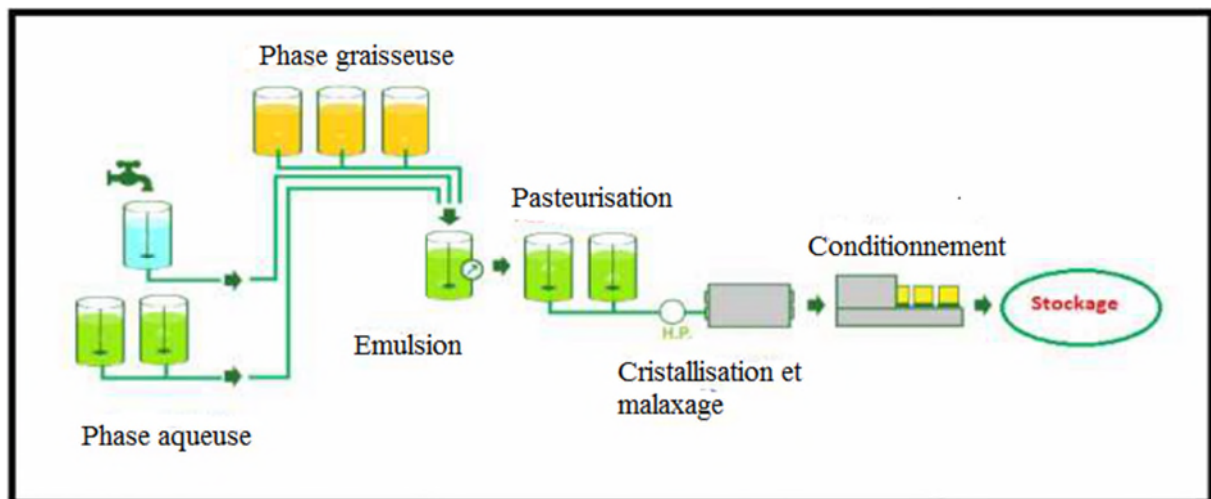 Phase graisseuse
Pasteurisation
Conditionnement
Stockage
H.P.
Emulsion
Cristallisation et
malaxage
Phase aqueuse